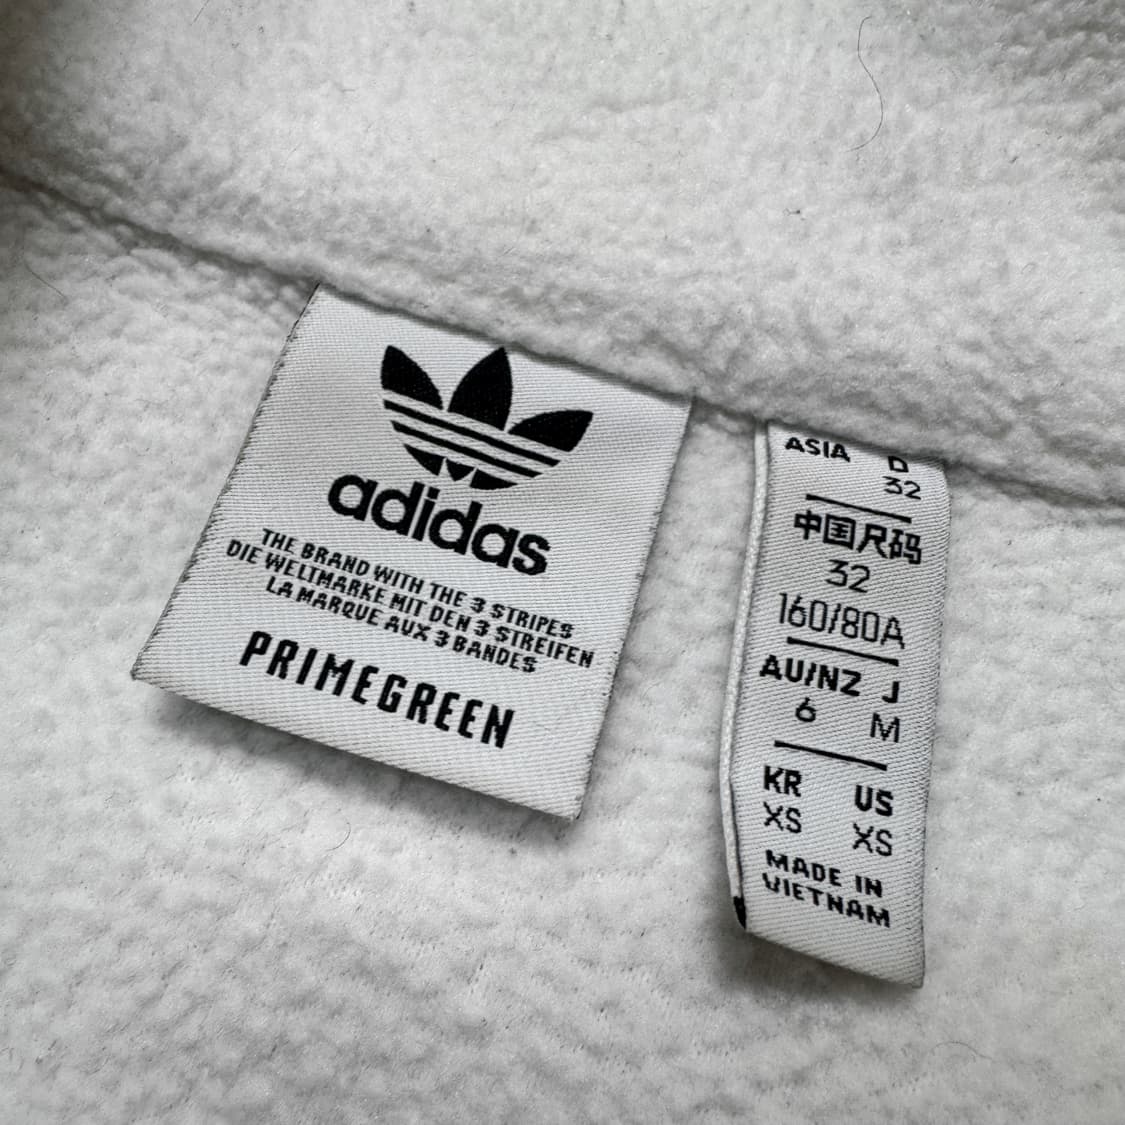 adidas
THE BRAND WITH THE 3 STRIPES
DIE WELTMARKE MIT DEN 3 STREIFEN
LA MARQUE AUX 3 BANDES
PRIMEGREEN
ASIA D
32
中国尺码
32
160/80A
AU/NZ J
6 M
KR US
XS XS
MADE IN
VIETNAM